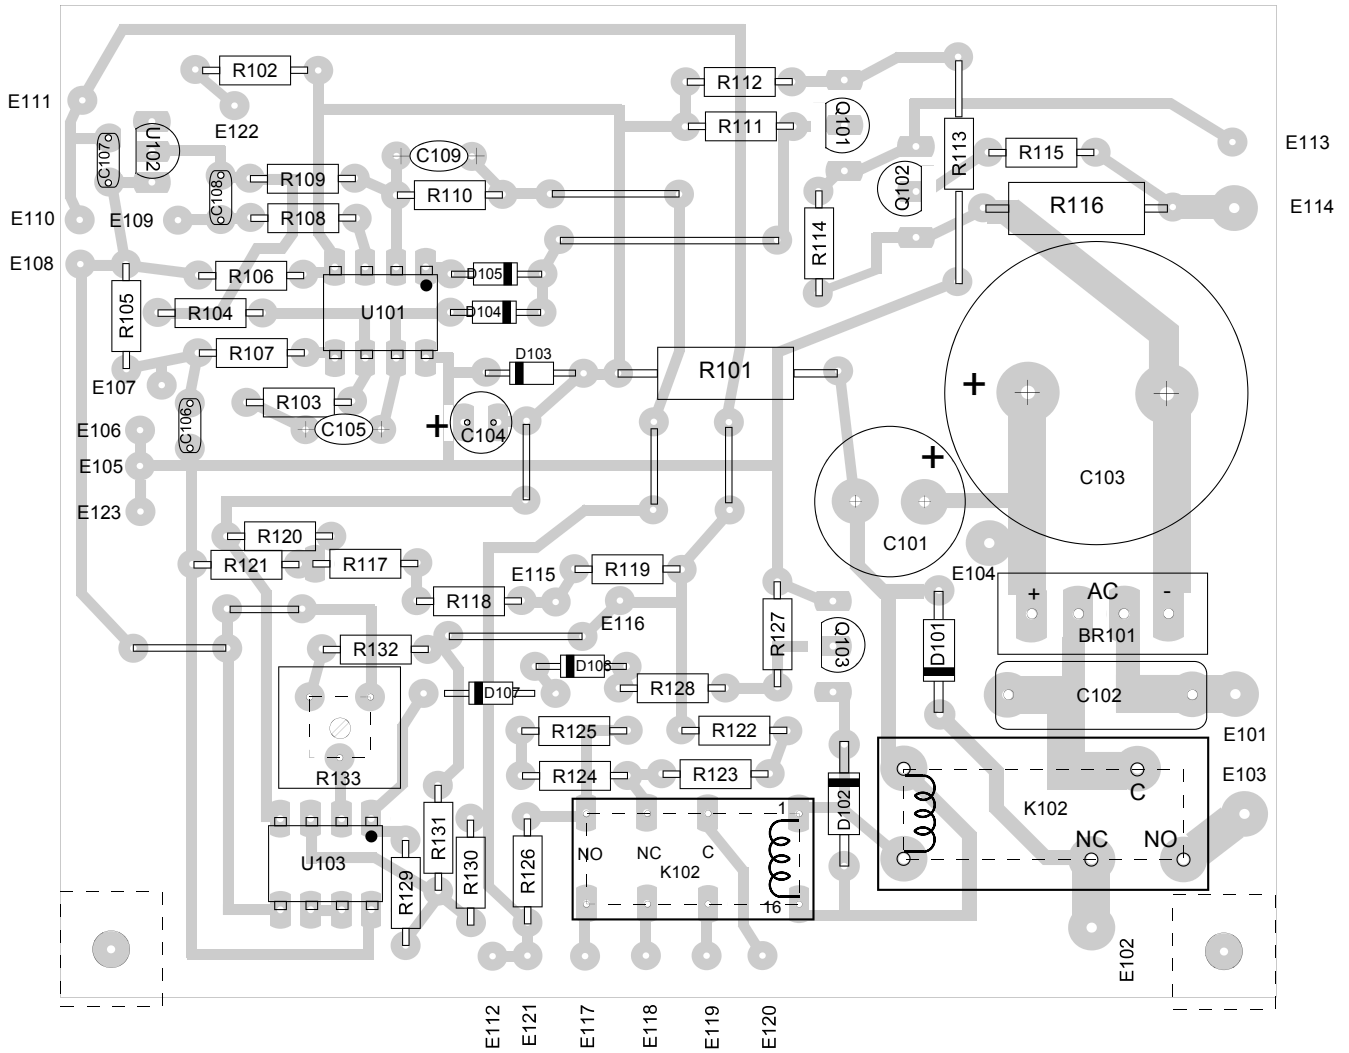 R102
R112
E111
R111
Q101
E122
U102
R113
E113
C107
C109
R115
R109
R110
C108
Q102
R116
E114
E110
E109
R108
R114
E108
R106
D105
R105
R104
U101
D104
R107
D103
R101
E107
+
R103
C106
C105
+
C104
E106
+
E105
C103
E123
R120
C101
R121
R117
R119
E115
E104
R118
+
AC
-
E116
R127
Q103
D101
BR101
R132
D106
D107
R128
C102
R125
R122
E101
R133
R124
R123
E103
D102
K102
C
R131
1
U103
NO
NC
C
NC
NO
R129
R130
R126
K102
16
E102
E112
E121
E117
E118
E119
E120